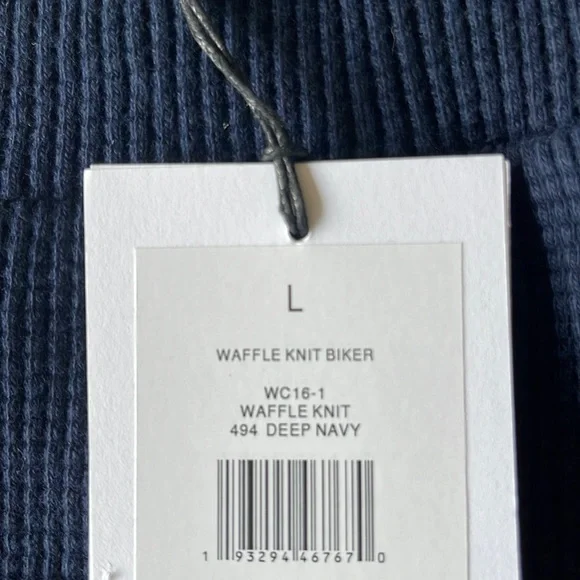 L
WAFFLE KNIT BIKER
WC16-1
WAFFLE KNIT
494 DEEP NAVY
1 93294 46767 0